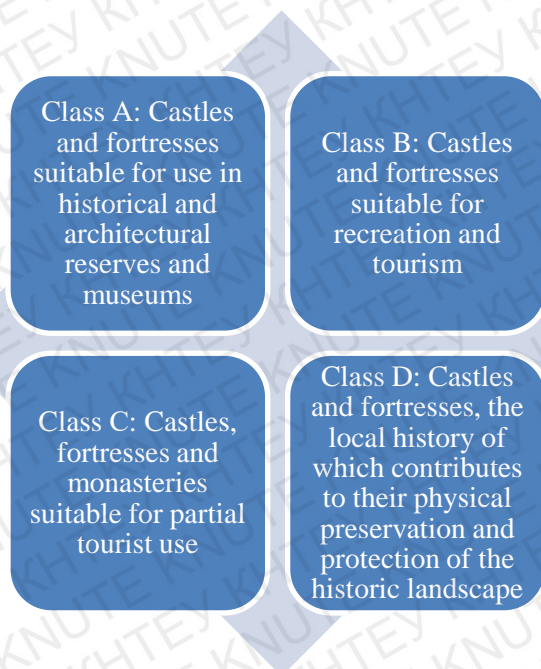 Class A: Castles
and fortresses
suitable for use in
historical and
architectural
reserves and
museums
Class B: Castles
and fortresses
suitable for
recreation and
tourism
Class C: Castles,
fortresses and
monasteries
suitable for partial
tourist use
Class D: Castles
and fortresses, the
local history of
which contributes
to their physical
preservation and
protection of the
historic landscape